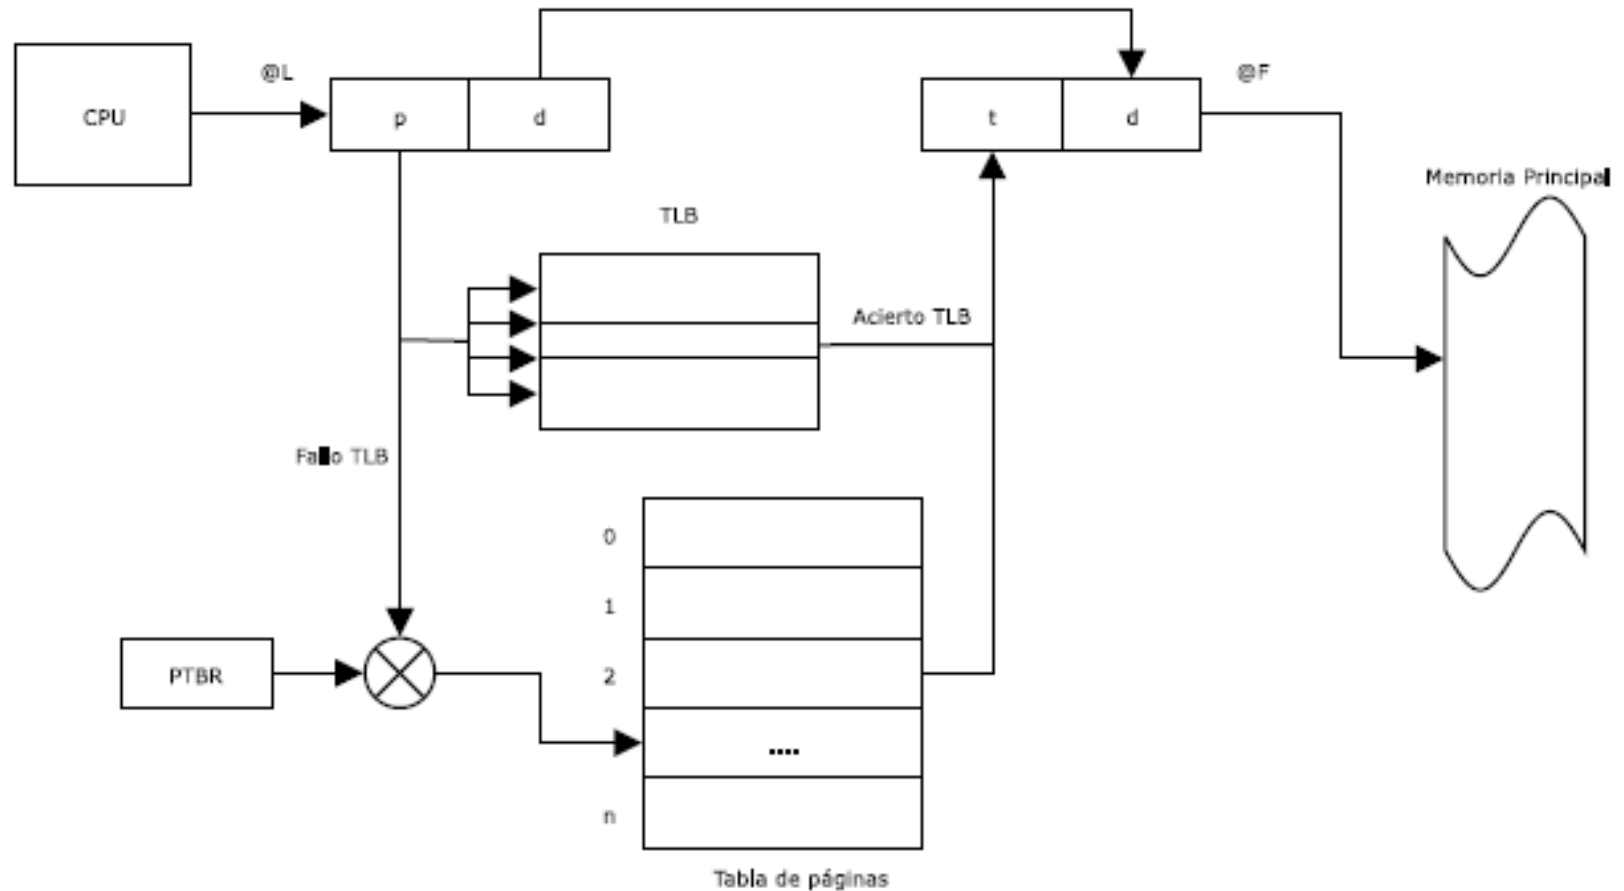 @L
@F
CPU
p
d
t
d
Memoria Principal
TLB
Acierto TLB
Fallo TLB
0
1
2
PTBR
....
n
Tabla de páginas